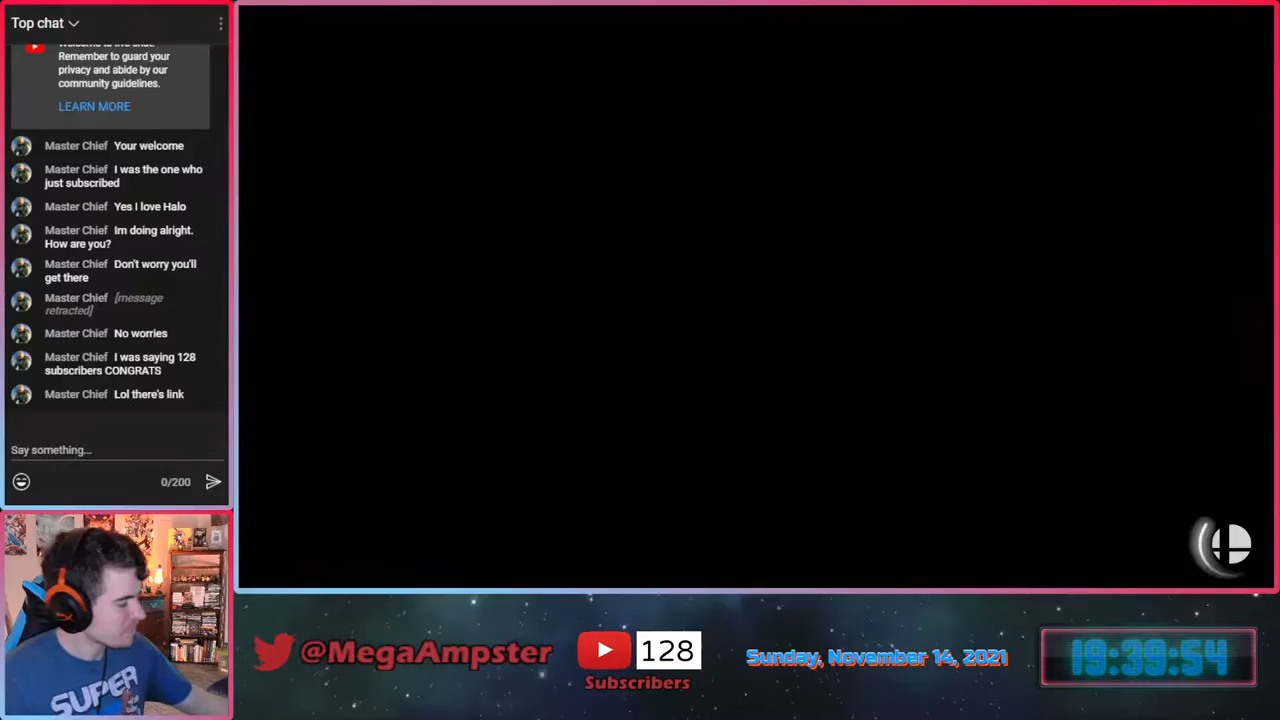 Top chat
Welcome to live chat!
Remember to guard your
privacy and abide by our
community guidelines.
LEARN MORE
Master Chief Your welcome
Master Chief I was the one who
just subscribed
Master Chief Yes I love Halo
Master Chief Im doing alright.
How are you?
Master Chief Don't worry you'll
get there
Master Chief [message
retracted]
Master Chief No worries
Master Chief I was saying 128
subscribers CONGRATS
Master Chief Lol there's link
Say something...
0/200
SUPER
@MegaAmpster
128
Subscribers
Sunday, November 14, 2021
19:39:54